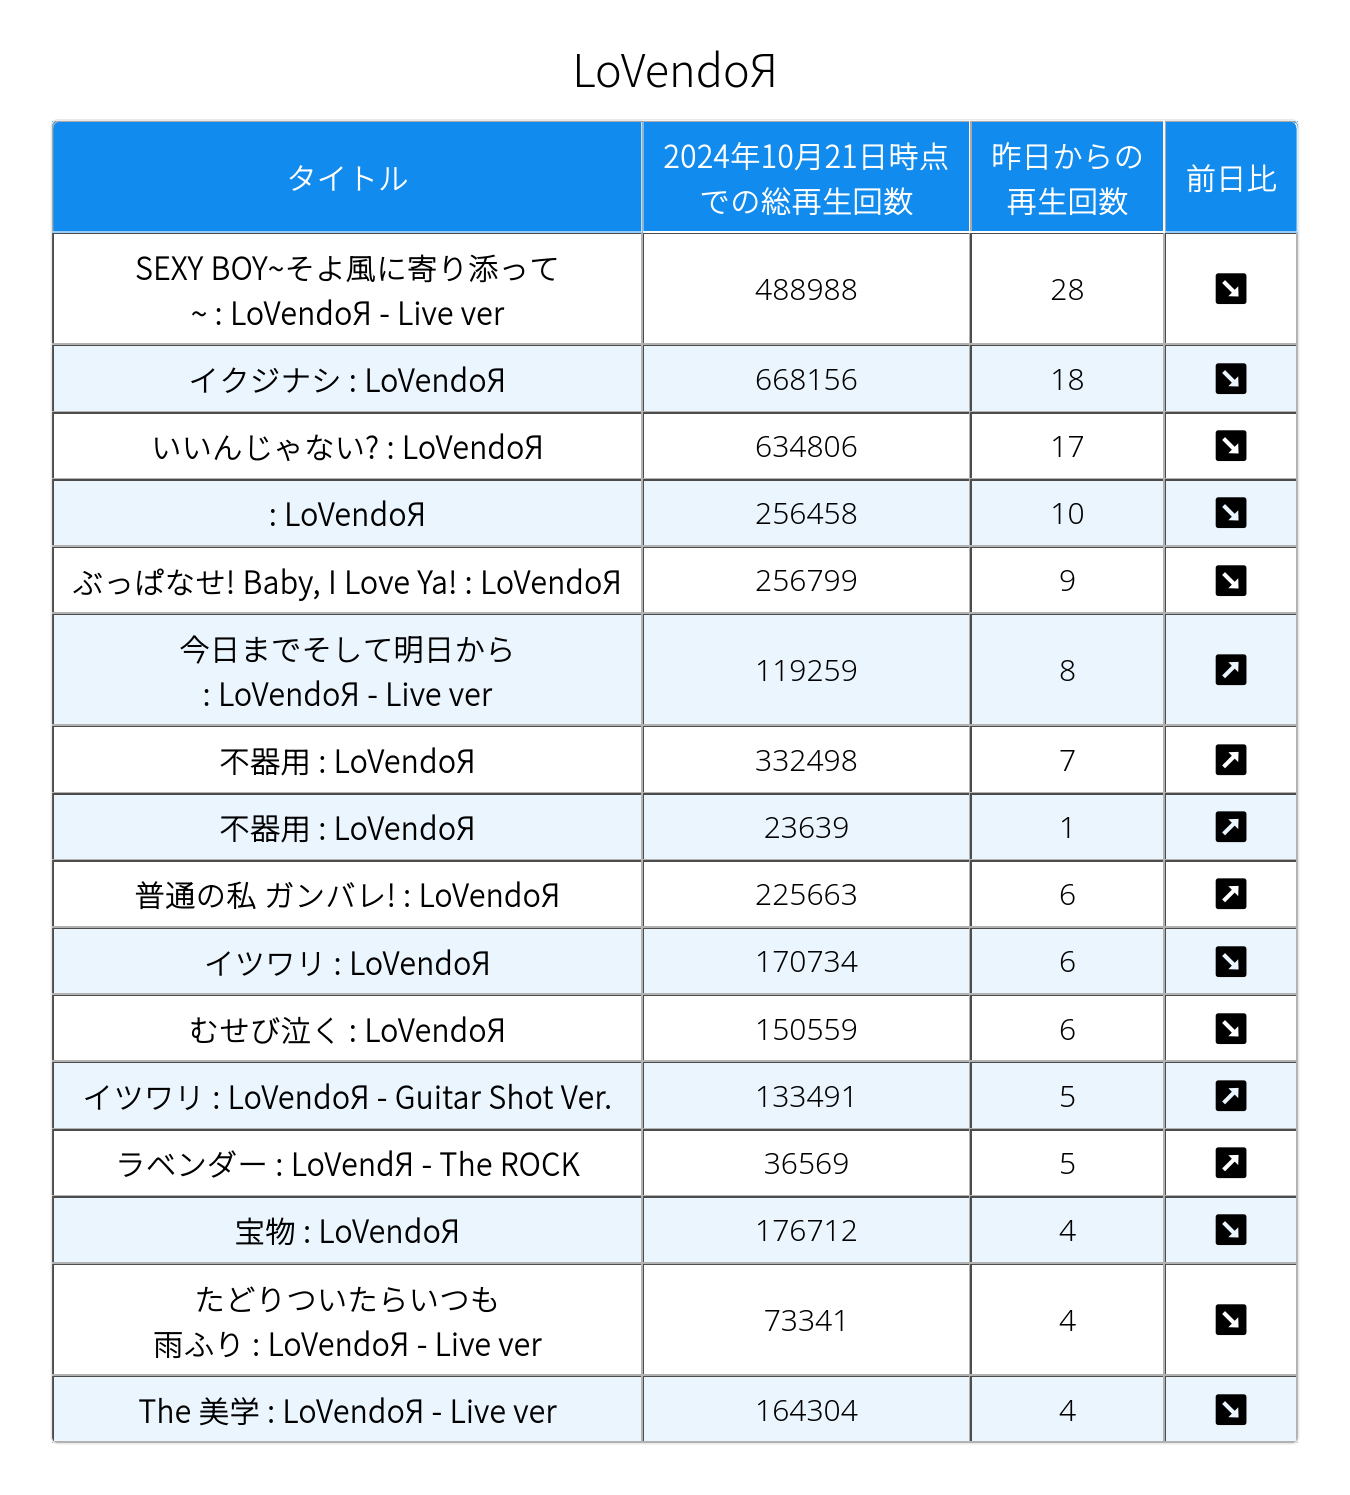 LoVendoЯ
タイトル
2024年10月21日時点
での総再生回数
昨日からの
再生回数
前日比
SEXY BOY~そよ風に寄り添って
~ : LoVendoЯ - Live ver
488988
28
イクジナシ : LoVendoЯ
668156
18
いいんじゃない? : LoVendoЯ
634806
17
: LoVendoЯ
256458
10
ぶっぱなせ! Baby, I Love Ya! : LoVendoЯ
256799
9
今日までそして明日から
: LoVendoЯ - Live ver
119259
8
不器用 : LoVendoЯ
332498
7
不器用 : LoVendoЯ
23639
1
普通の私 ガンバレ! : LoVendoЯ
225663
6
イツワリ : LoVendoЯ
170734
6
むせび泣く : LoVendoЯ
150559
6
イツワリ : LoVendoЯ - Guitar Shot Ver.
133491
5
ラベンダー : LoVendЯ - The ROCK
36569
5
宝物 : LoVendoЯ
176712
4
たどりついたらいつも
雨ふり : LoVendoЯ - Live ver
73341
4
The 美学 : LoVendoЯ - Live ver
164304
4